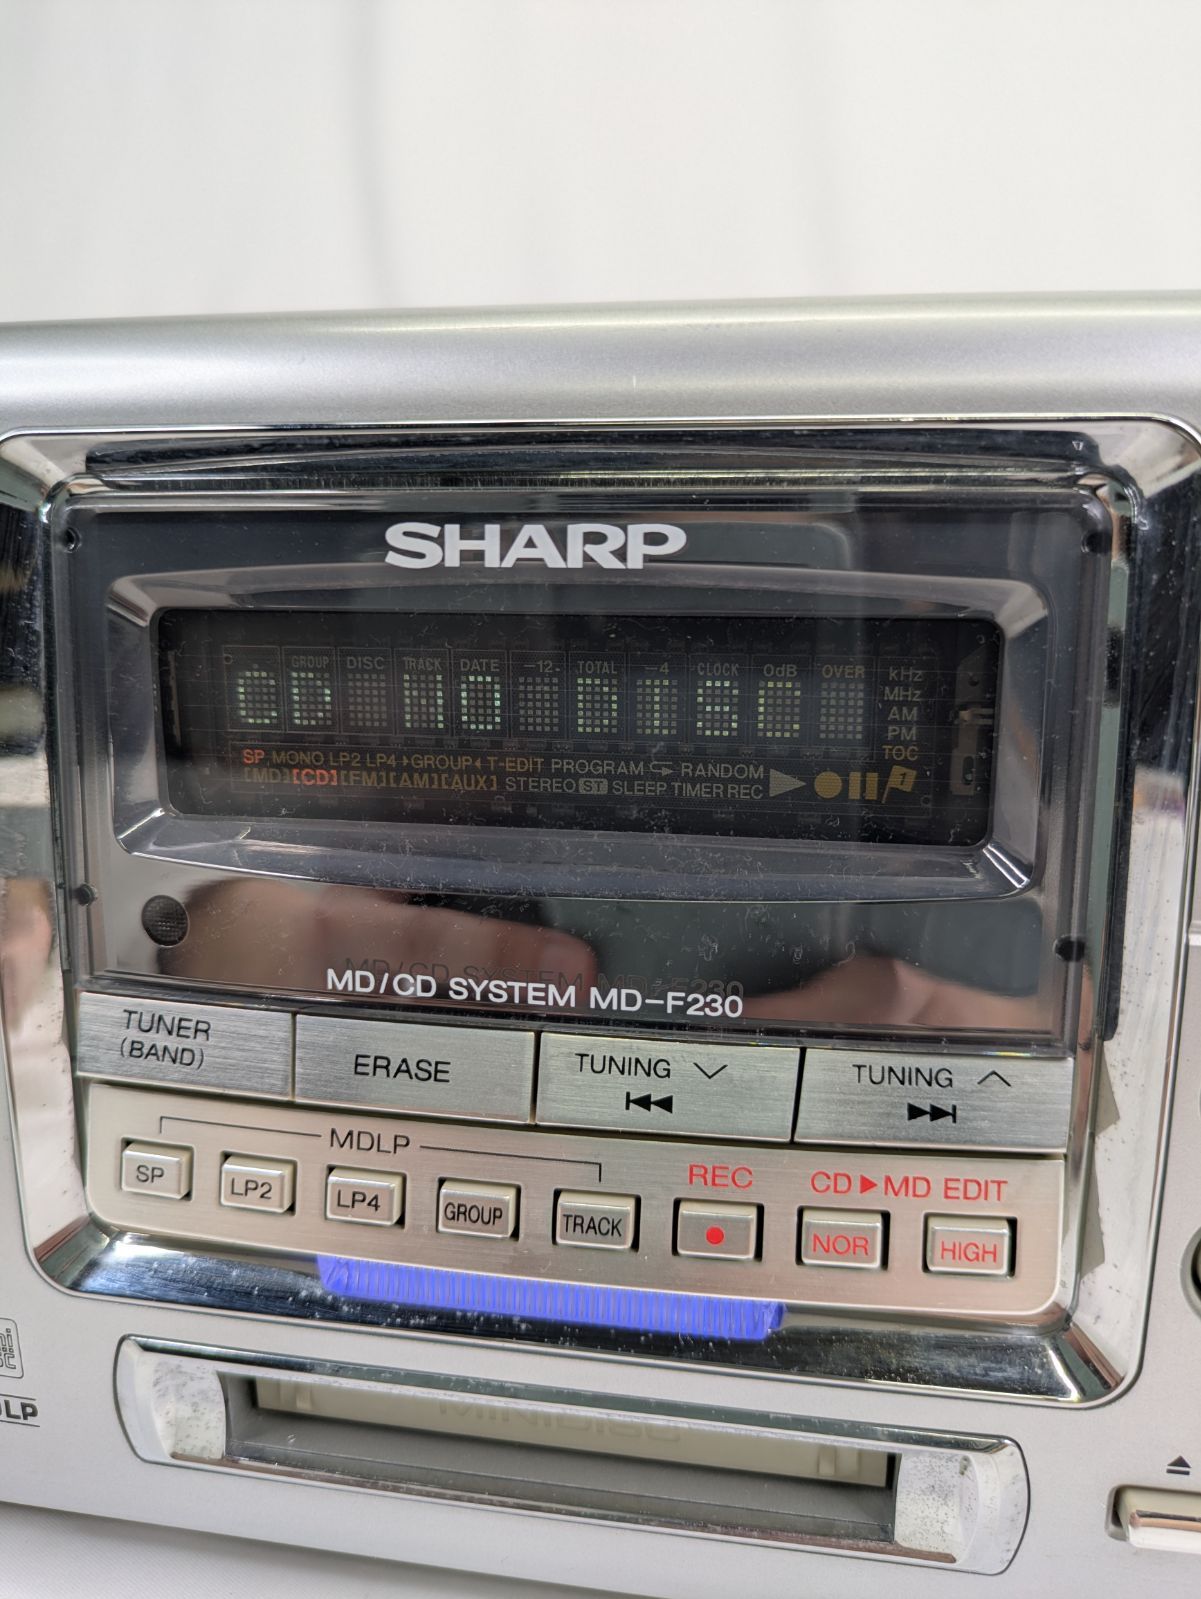 SHARP
GROUP DISC TRACK DATE -12- TOTAL -4 CLOCK 0dB OVER kHz
MHz
AM
PM
TOC
CD NO DISC
SP MONO LP2 LP4 ▸GROUP◂ T-EDIT PROGRAM RANDOM
[MD] [CD] [FM] [AM] [AUX] STEREO ST SLEEP TIMER REC
1
MD/CD SYSTEM MD-F230
TUNER
(BAND)
ERASE
TUNING
TUNING
MDLP
SP
LP2
LP4
GROUP
TRACK
REC
CD▶MD EDIT
NOR
HIGH
MINIDISC